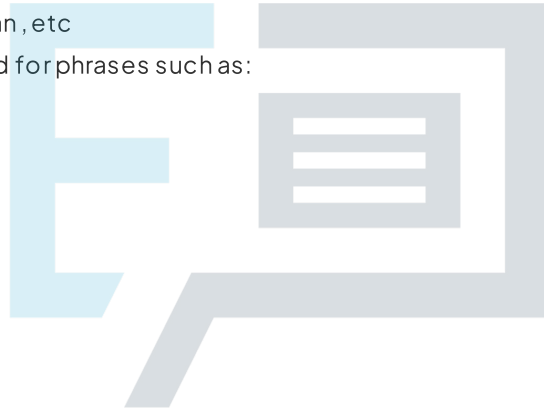 n, etc
for phrases such as: